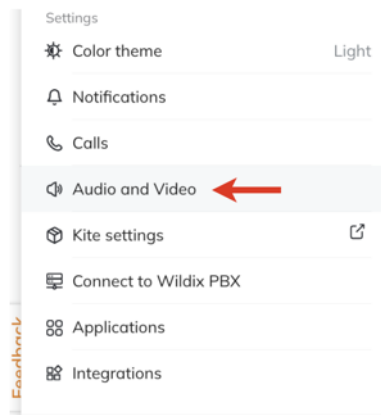 Settings
Color theme Light
Notifications
Calls
Audio and Video
Kite settings
Connect to Wildix PBX
Applications
Integrations
Feedback